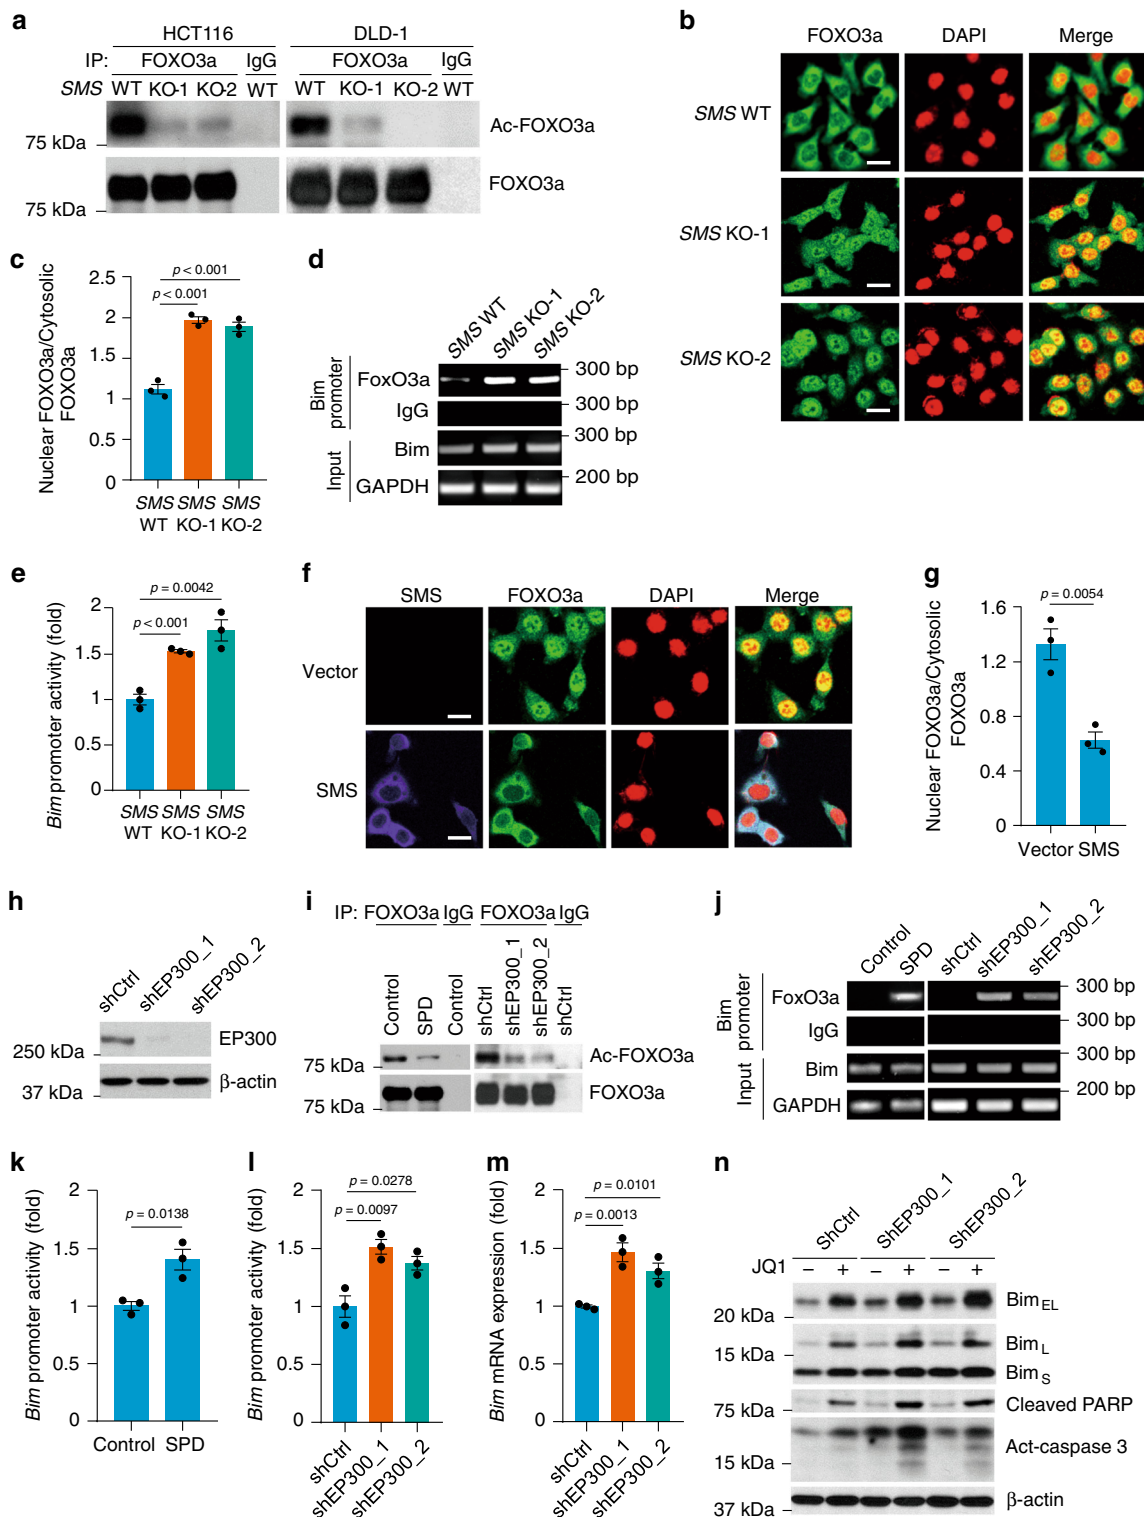 a
HCT116 DLD-1
IP: FOXO3a IgG FOXO3a IgG
SMS WT KO-1 KO-2 WT WT KO-1 KO-2 WT
Ac-FOXO3a
75 kDa
FOXO3a
75 kDa
b
FOXO3a DAPI Merge
SMS WT
SMS KO-1
SMS KO-2
c
Nuclear FOXO3a/Cytosolic
FOXO3a
2.5
2
1.5
1
0.5
0
p < 0.001
p < 0.001
SMS SMS SMS
WT KO-1 KO-2
d
SMS WT
SMS KO-1
SMS KO-2
Bim
promoter
FoxO3a
300 bp
IgG
300 bp
Input
Bim
300 bp
GAPDH
200 bp
e
Bim promoter activity (fold)
2
1.5
1
0.5
0
p = 0.0042
p < 0.001
SMS SMS SMS
WT KO-1 KO-2
f
SMS FOXO3a DAPI Merge
Vector
SMS
g
Nuclear FOXO3a/Cytosolic
FOXO3a
1.6
1.2
0.8
0.4
0
p = 0.0054
Vector SMS
h
shCtrl
shEP300_1
shEP300_2
EP300
250 kDa
β-actin
37 kDa
i
IP: FOXO3a IgG FOXO3a IgG
Control
SPD
Control
shCtrl
shEP300_1
shEP300_2
shCtrl
Ac-FOXO3a
75 kDa
FOXO3a
75 kDa
j
Control
SPD
shCtrl
shEP300_1
shEP300_2
Bim
promoter
FoxO3a
300 bp
IgG
300 bp
Input
Bim
300 bp
GAPDH
200 bp
k
Bim promoter activity (fold)
2
1.5
1
0.5
0
p = 0.0138
Control SPD
l
Bim promoter activity (fold)
2
1.5
1
0.5
0
p = 0.0278
p = 0.0097
shCtrl
shEP300_1
shEP300_2
m
Bim mRNA expression (fold)
2
1.5
1
0.5
0
p = 0.0101
p = 0.0013
shCtrl
shEP300_1
shEP300_2
n
ShCtrl
ShEP300_1
ShEP300_2
JQ1 – + – + – +
BimEL
20 kDa
BimL
15 kDa
BimS
Cleaved PARP
75 kDa
Act-caspase 3
15 kDa
β-actin
37 kDa